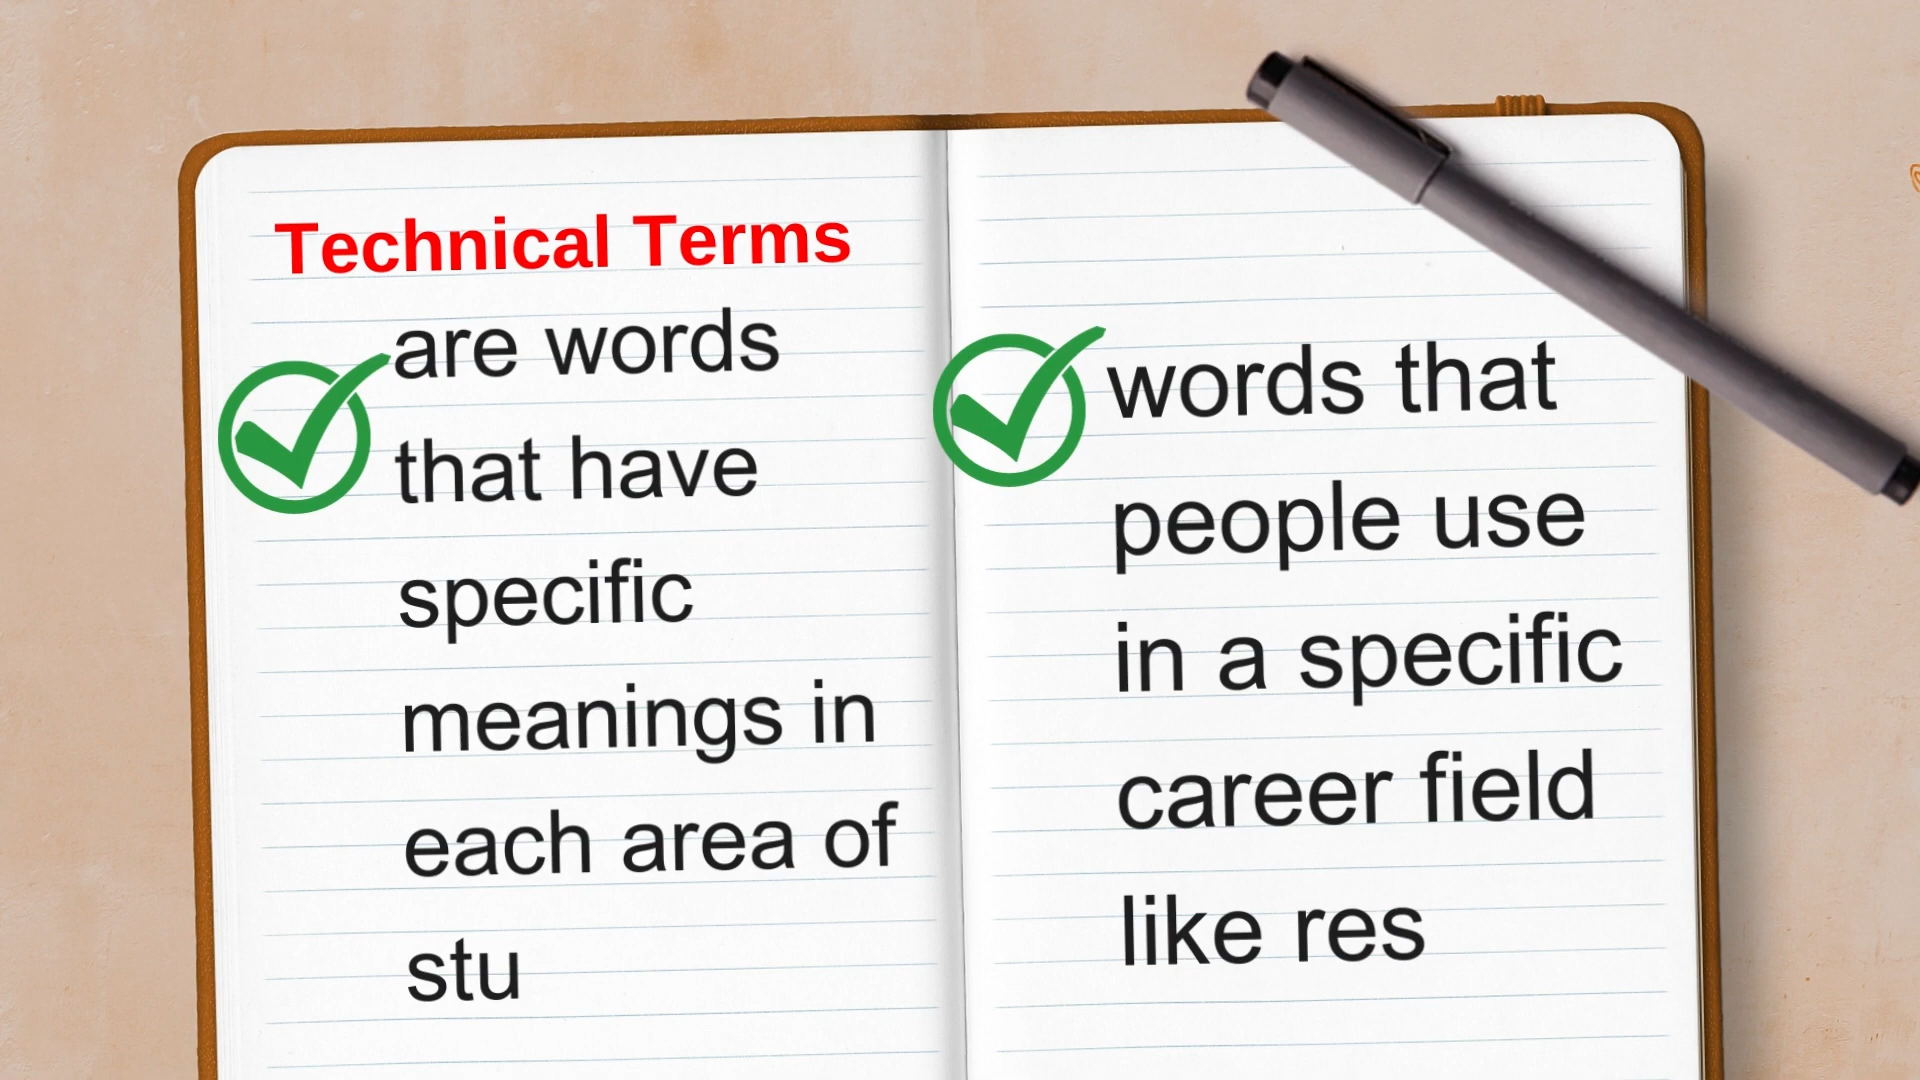 Technical Terms
are words
that have
specific
meanings in
each area of
stu
words that
people use
in a specific
career field
like res